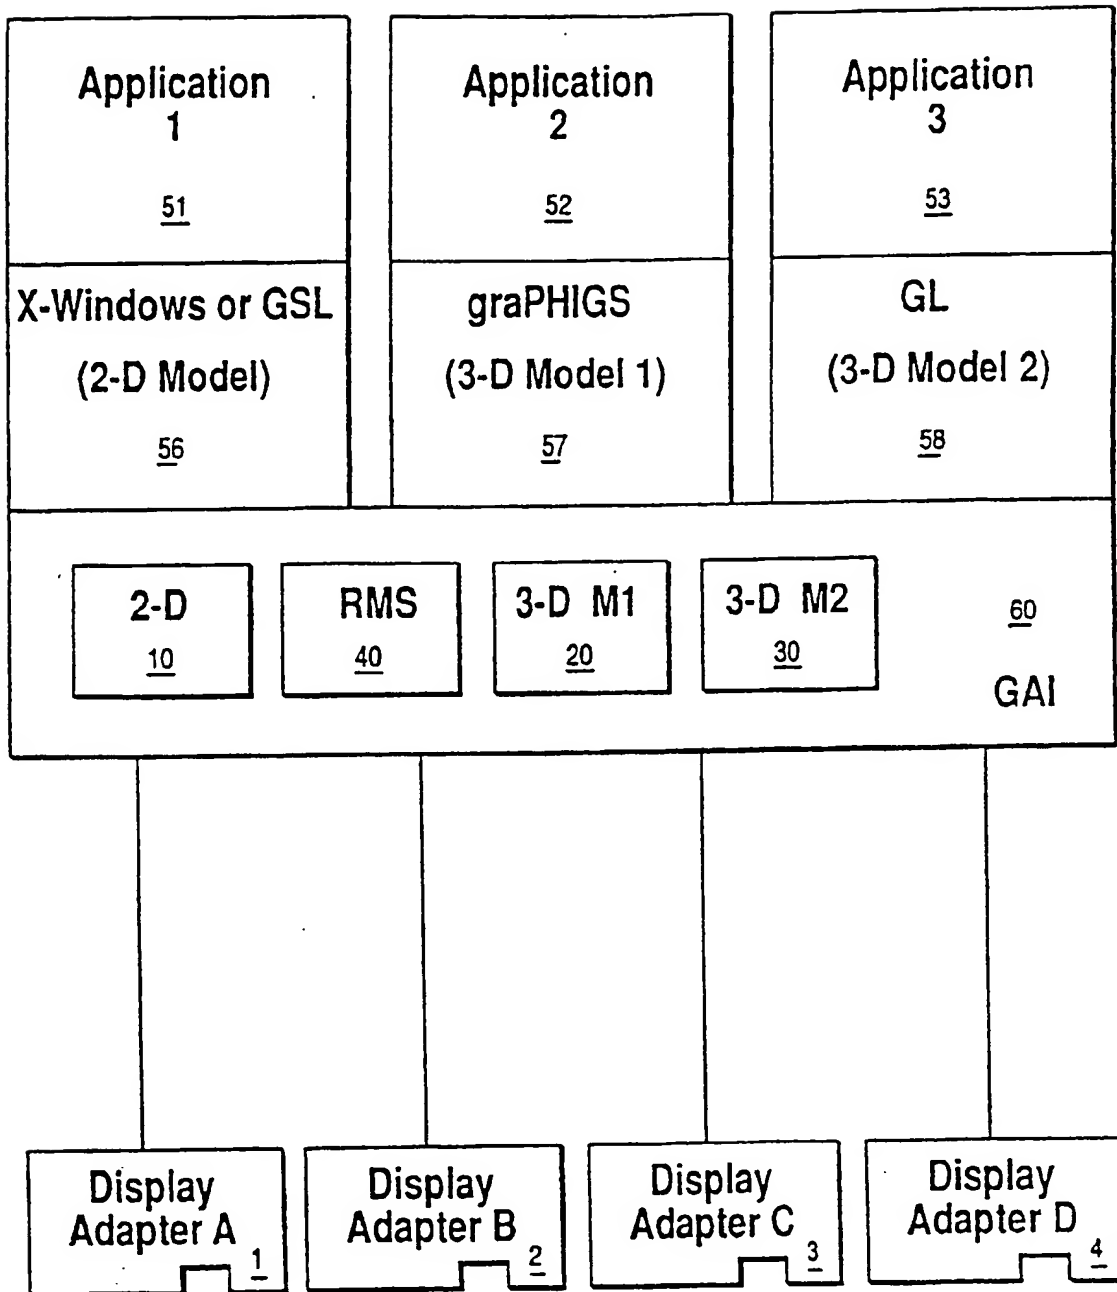 Application
1
51
Application
2
52
Application
3
53
X-Windows or GSL
(2-D Model)
56
graPHIGS
(3-D Model 1)
57
GL
(3-D Model 2)
58
2-D
10
RMS
40
3-D M1
20
3-D M2
30
60
GAI
Display
Adapter A
1
Display
Adapter B
2
Display
Adapter C
3
Display
Adapter D
4